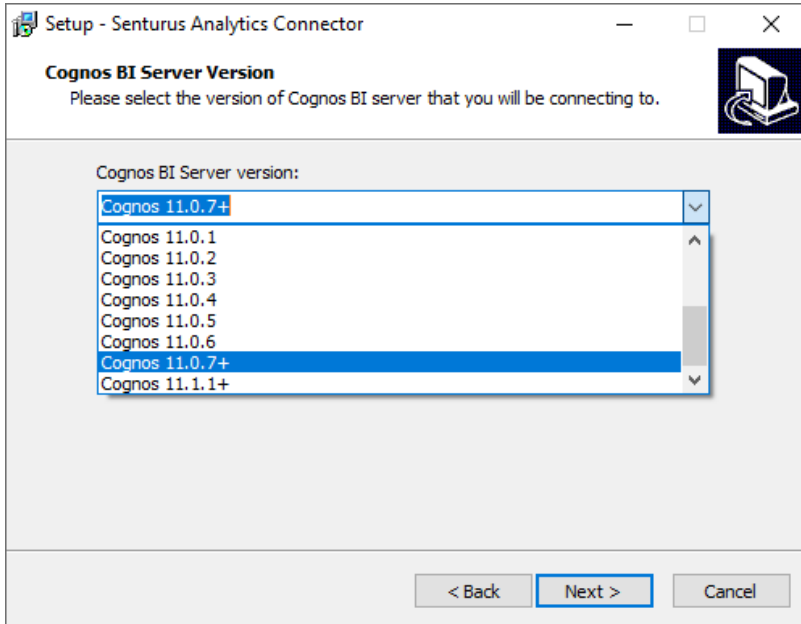 Setup - Senturus Analytics Connector
Cognos BI Server Version
Please select the version of Cognos BI server that you will be connecting to.
Cognos BI Server version:
Cognos 11.0.7+
Cognos 11.0.1
Cognos 11.0.2
Cognos 11.0.3
Cognos 11.0.4
Cognos 11.0.5
Cognos 11.0.6
Cognos 11.0.7+
Cognos 11.1.1+
< Back Next > Cancel